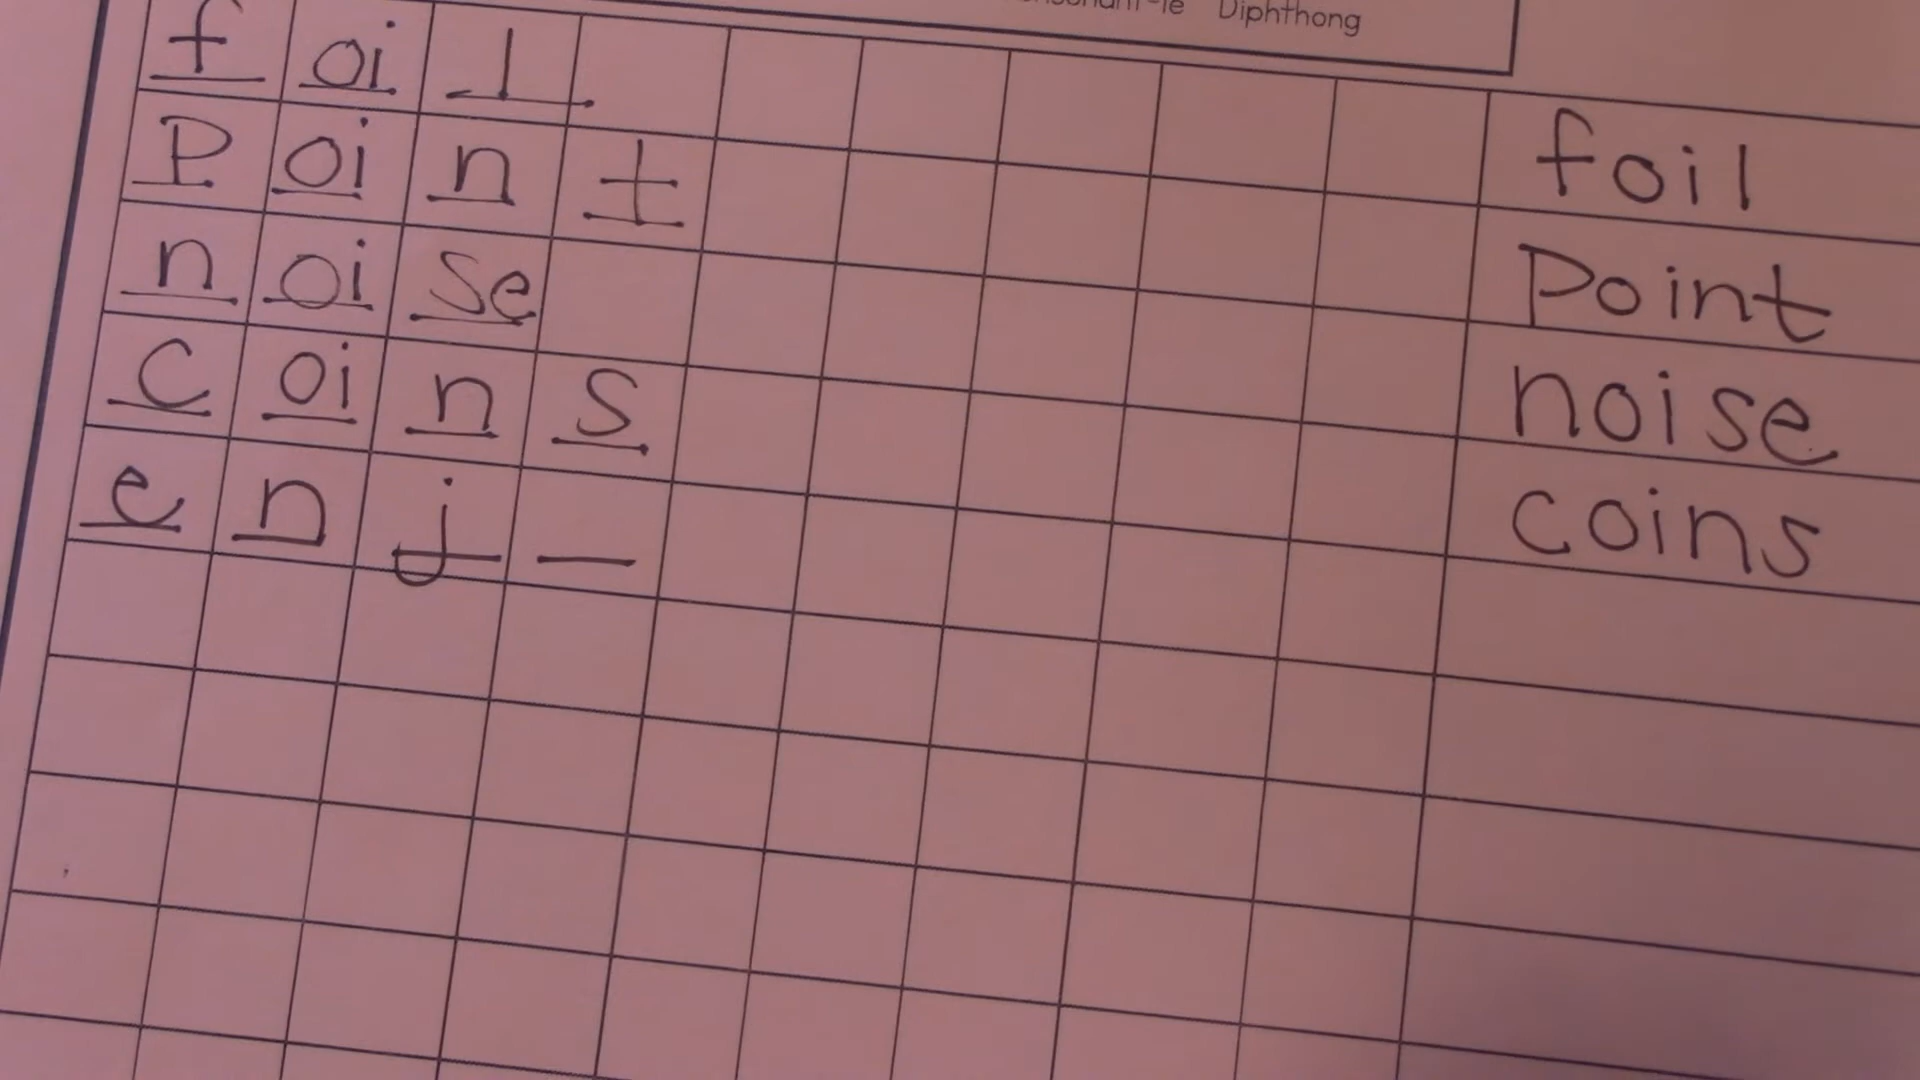 Diphthong
f oi l foil
P oi n t Point
n oi se noise
c oi n s coins
e n j